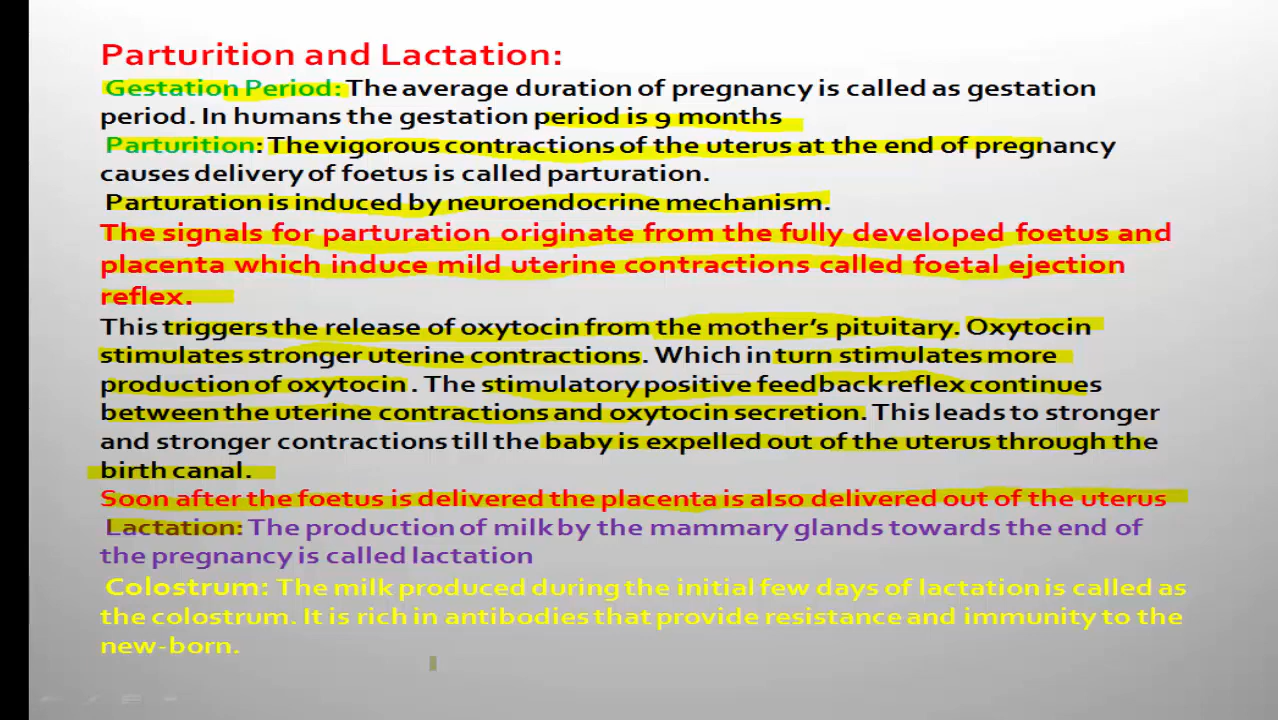 Parturition and Lactation:
Gestation Period: The average duration of pregnancy is called as gestation
period. In humans the gestation period is 9 months
Parturition: The vigorous contractions of the uterus at the end of pregnancy
causes delivery of foetus is called parturation.
Parturation is induced by neuroendocrine mechanism.
The signals for parturation originate from the fully developed foetus and
placenta which induce mild uterine contractions called foetal ejection
reflex.
This triggers the release of oxytocin from the mother's pituitary. Oxytocin
stimulates stronger uterine contractions. Which in turn stimulates more
production of oxytocin . The stimulatory positive feedback reflex continues
between the uterine contractions and oxytocin secretion. This leads to stronger
and stronger contractions till the baby is expelled out of the uterus through the
birth canal.
Soon after the foetus is delivered the placenta is also delivered out of the uterus
Lactation: The production of milk by the mammary glands towards the end of
the pregnancy is called lactation
Colostrum: The milk produced during the initial few days of lactation is called as
the colostrum. It is rich in antibodies that provide resistance and immunity to the
new-born.